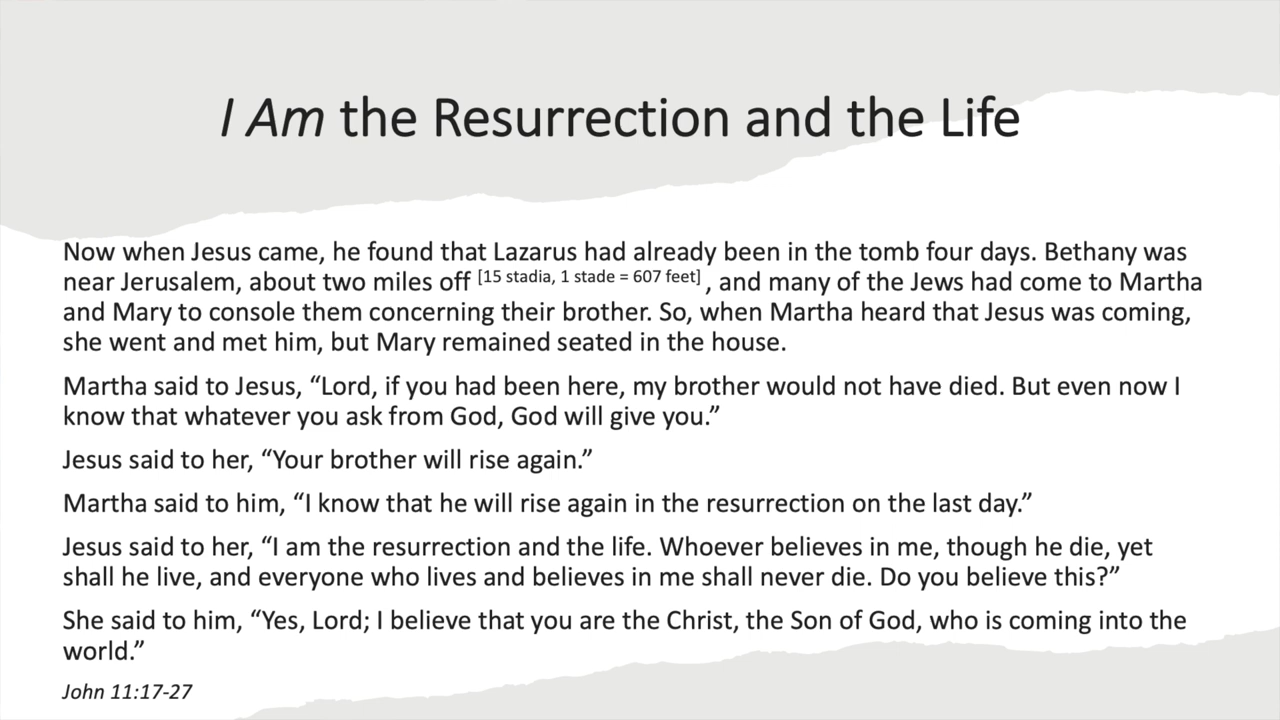 I Am the Resurrection and the Life
Now when Jesus came, he found that Lazarus had already been in the tomb four days. Bethany was
near Jerusalem, about two miles off [15 stadia, 1 stade = 607 feet] , and many of the Jews had come to Martha
and Mary to console them concerning their brother. So, when Martha heard that Jesus was coming,
she went and met him, but Mary remained seated in the house.
Martha said to Jesus, “Lord, if you had been here, my brother would not have died. But even now I
know that whatever you ask from God, God will give you.”
Jesus said to her, “Your brother will rise again.”
Martha said to him, “I know that he will rise again in the resurrection on the last day.”
Jesus said to her, “I am the resurrection and the life. Whoever believes in me, though he die, yet
shall he live, and everyone who lives and believes in me shall never die. Do you believe this?”
She said to him, “Yes, Lord; I believe that you are the Christ, the Son of God, who is coming into the
world.”
John 11:17-27